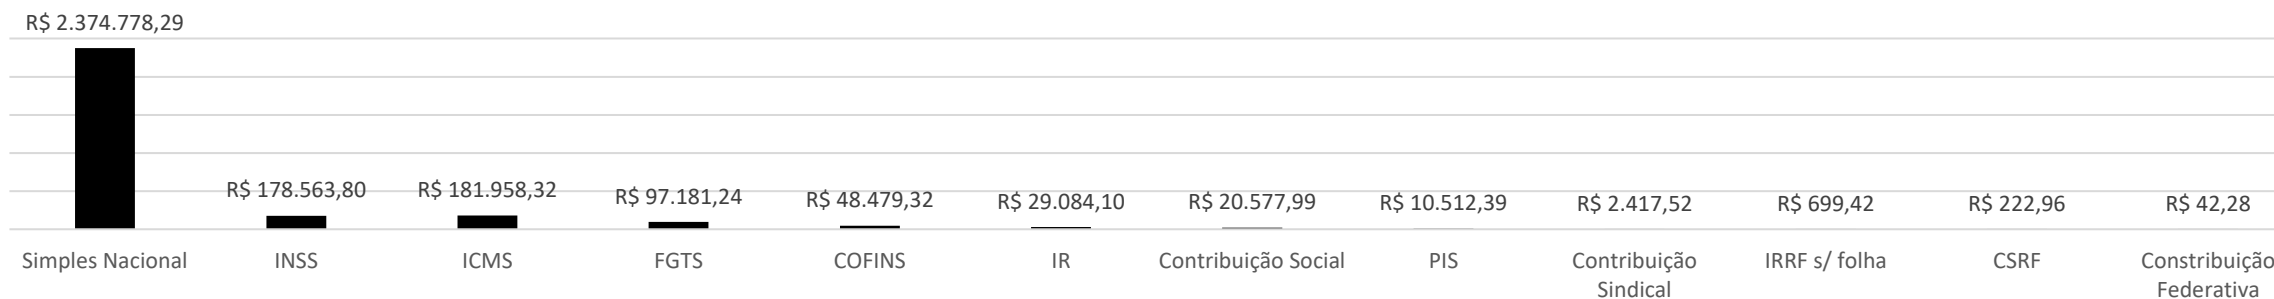 R$ 2.374.778,29
R$ 178.563,80
R$ 181.958,32
R$ 97.181,24
R$ 48.479,32
R$ 29.084,10
R$ 20.577,99
R$ 10.512,39
R$ 2.417,52
R$ 699,42
R$ 222,96
R$ 42,28
Simples Nacional
INSS
ICMS
FGTS
COFINS
IR
Contribuição Social
PIS
Contribuição
Sindical
IRRF s/ folha
CSRF
Constribuição
Federativa